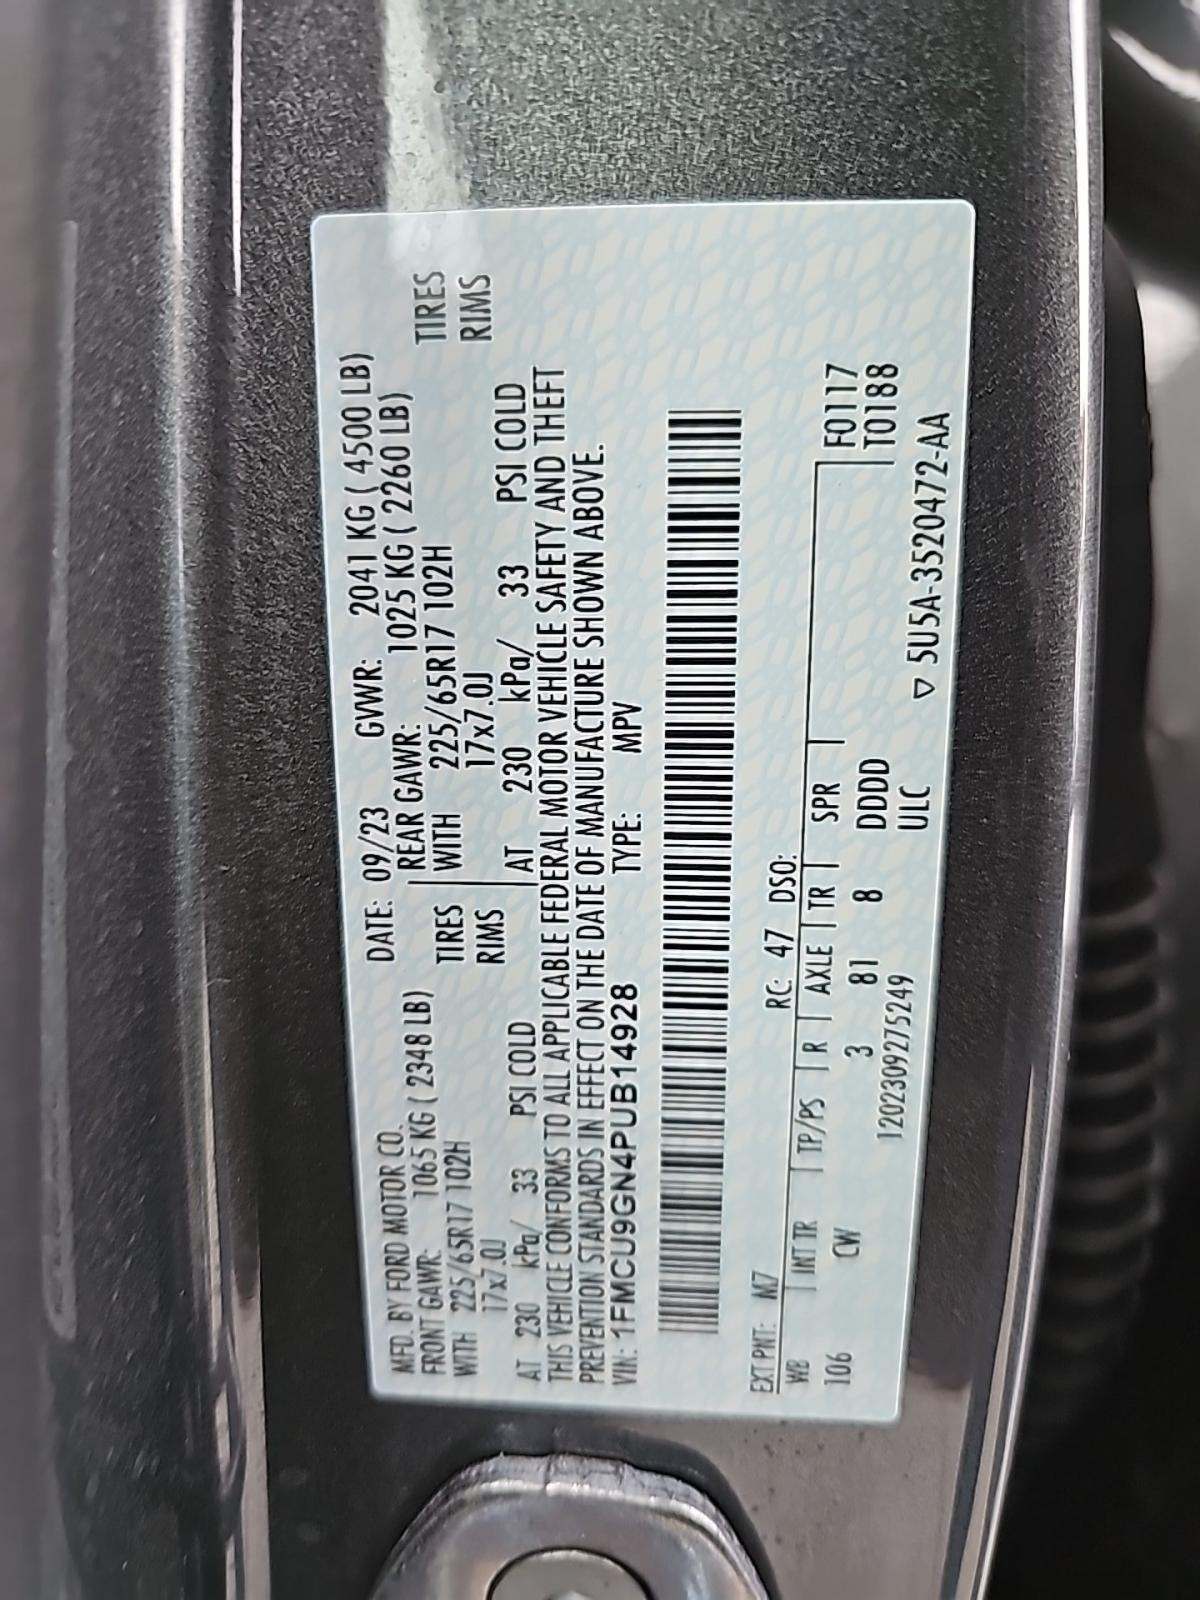 MFD. BY FORD MOTOR CO. DATE: 09/23 GVWR: 2041 KG ( 4500 LB)
FRONT GAWR: 1065 KG ( 2348 LB) REAR GAWR: 1025 KG ( 2260 LB)
WITH 225/65R17 102H TIRES WITH 225/65R17 102H TIRES
17x7.0J RIMS 17x7.0J RIMS
AT 230 kPa/ 33 PSI COLD AT 230 kPa/ 33 PSI COLD
THIS VEHICLE CONFORMS TO ALL APPLICABLE FEDERAL MOTOR VEHICLE SAFETY AND THEFT
PREVENTION STANDARDS IN EFFECT ON THE DATE OF MANUFACTURE SHOWN ABOVE.
VIN: 1FMCU9GN4PUB14928 TYPE: MPV
EXT PNT: M7 RC: 47 DSO:
WB INT TR TP/PS R AXLE TR SPR F0117
106 CW 3 81 8 DDDD T0188
1202309275249 ULC
▽ 5U5A-3520472-AA